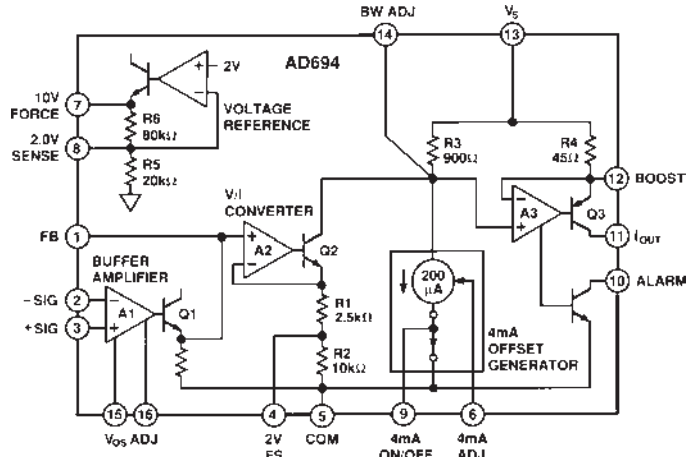 BW ADJ
VS
14
13
AD694
2V
+
−
10V
FORCE
7
R6
80kΩ
VOLTAGE
REFERENCE
2.0V
SENSE
8
R5
20kΩ
R3
900Ω
R4
45Ω
12
BOOST
V/I
CONVERTER
FB
1
+
A2
−
Q2
−
A3
+
Q3
11
IOUT
BUFFER
AMPLIFIER
−SIG
2
−
A1
Q1
+SIG
3
+
R1
2.5kΩ
200
µA
10
ALARM
4mA
OFFSET
GENERATOR
R2
10kΩ
15
16
4
5
9
6
VOS ADJ
2V
FS
COM
4mA
ON/OFF
4mA
ADJ